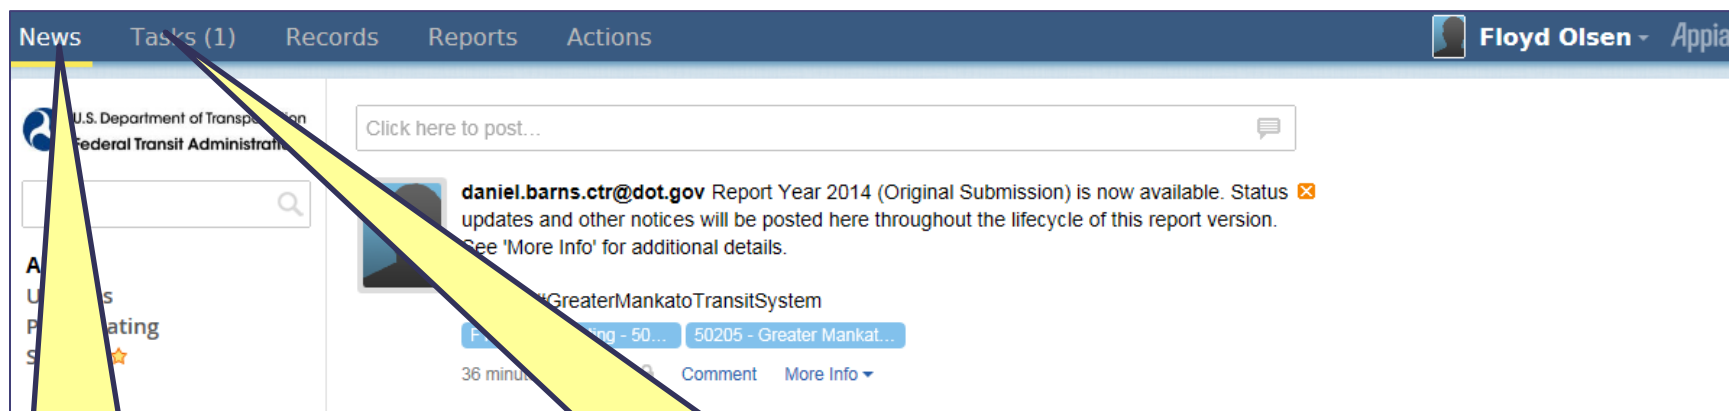 News Tasks (1) Records Reports Actions Floyd Olsen Appia
U.S. Department of
Federal Transit
Click here to post...
daniel.barns.ctr@dot.gov Report Year 2014 (Original Submission) is now available. Status
updates and other notices will be posted here throughout the lifecycle of this report version.
See 'More Info' for additional details.
#GreaterMankatoTransitSystem
50... 50205 - Greater Mankat...
36 Comment More Info